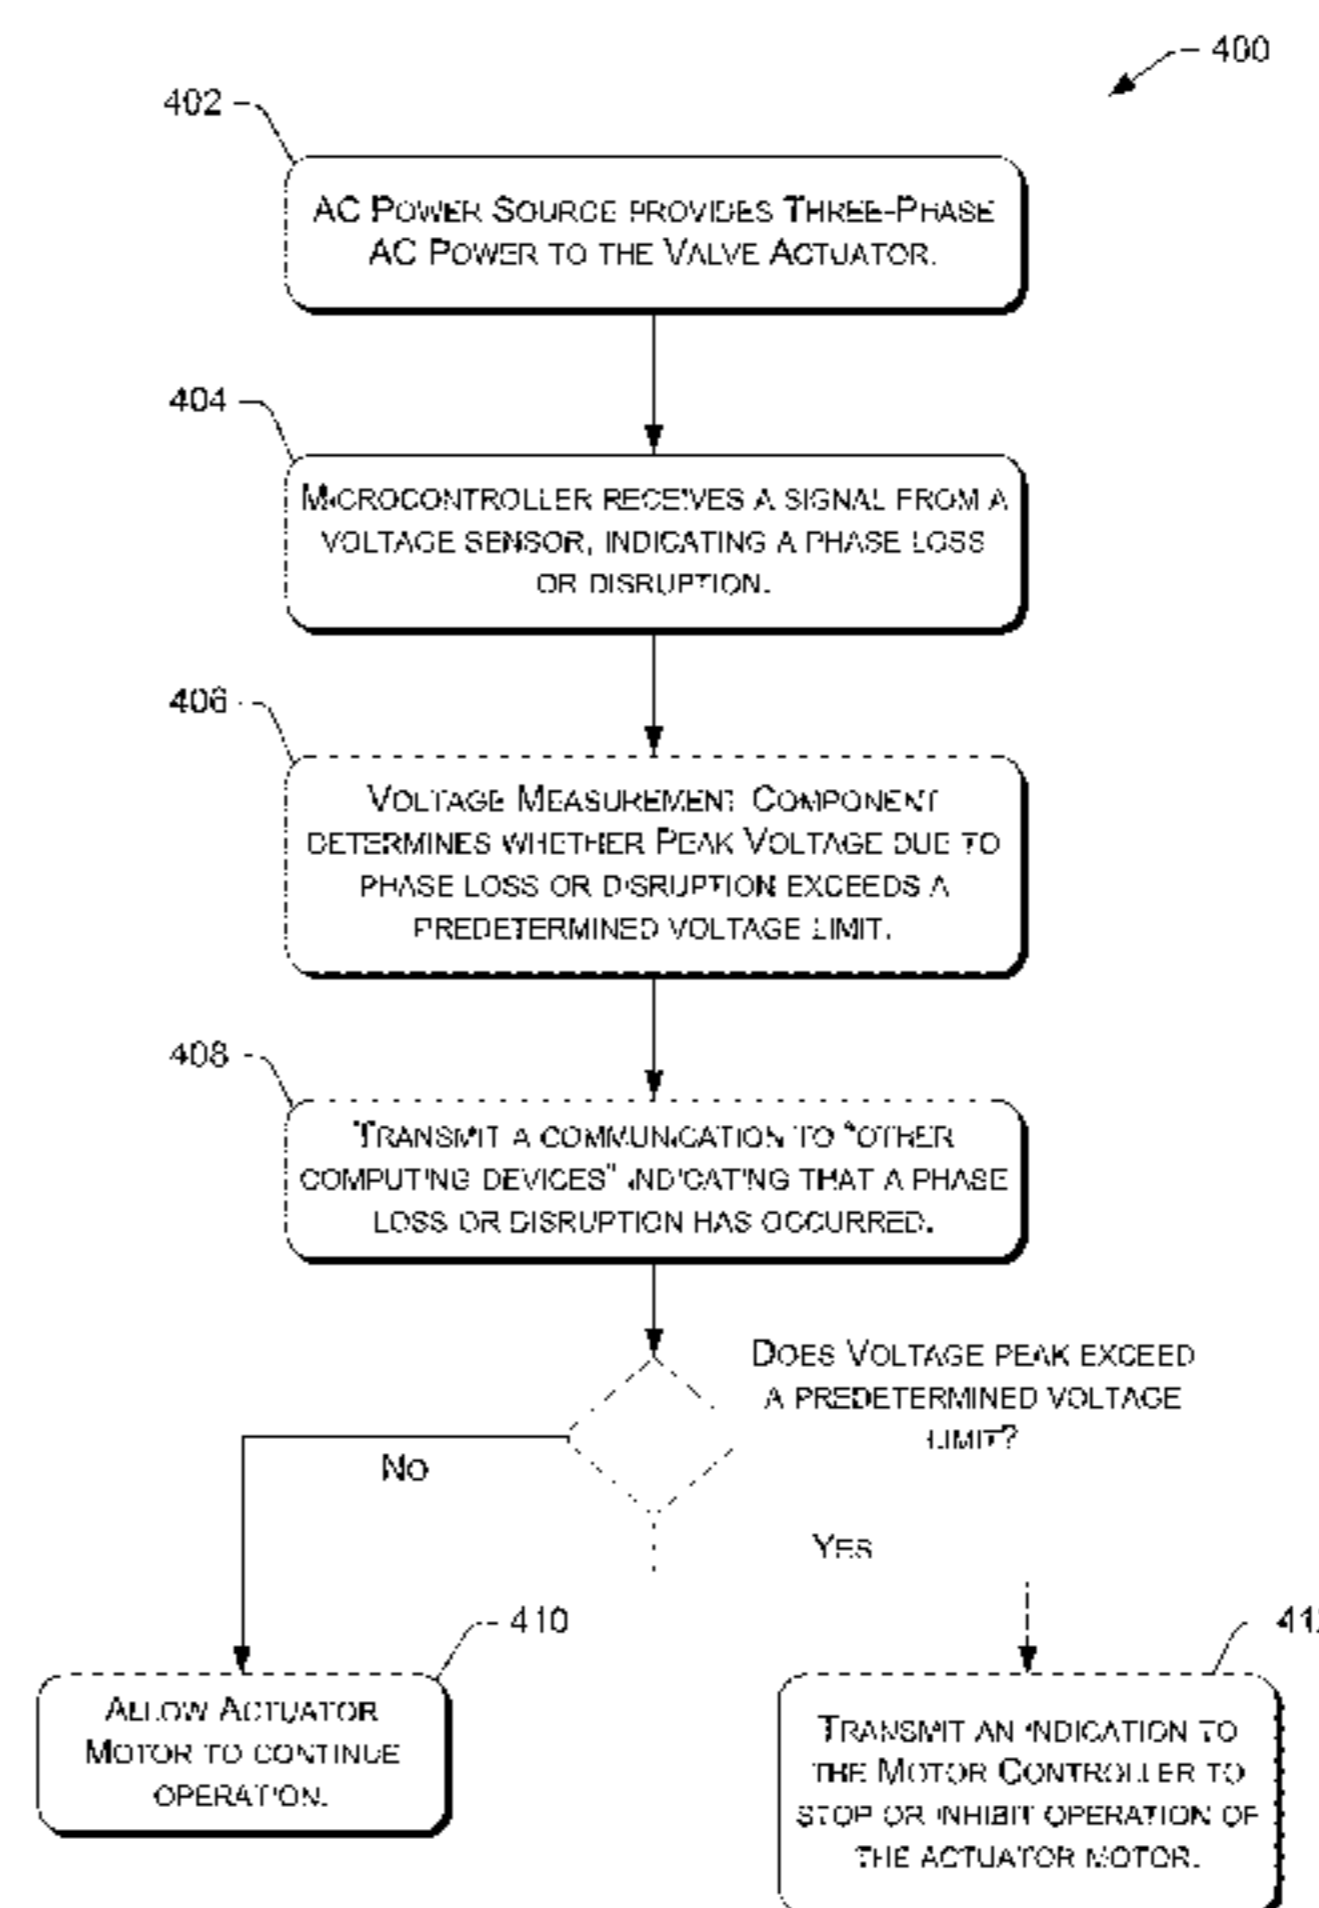 400
402
AC POWER SOURCE PROVIDES THREE-PHASE
AC POWER TO THE VALVE ACTUATOR.
404
MICROCONTROLLER RECEIVES A SIGNAL FROM A
VOLTAGE SENSOR, INDICATING A PHASE LOSS
OR DISRUPTION.
406
VOLTAGE MEASUREMENT COMPONENT
DETERMINES WHETHER PEAK VOLTAGE DUE TO
PHASE LOSS OR DISRUPTION EXCEEDS A
PREDETERMINED VOLTAGE LIMIT.
408
TRANSMIT A COMMUNICATION TO "OTHER
COMPUTING DEVICES" INDICATING THAT A PHASE
LOSS OR DISRUPTION HAS OCCURRED.
DOES VOLTAGE PEAK EXCEED
A PREDETERMINED VOLTAGE
LIMIT?
NO
YES
410
ALLOW ACTUATOR
MOTOR TO CONTINUE
OPERATION.
TRANSMIT AN INDICATION TO
THE MOTOR CONTROLLER TO
STOP OR INHIBIT OPERATION OF
THE ACTUATOR MOTOR.